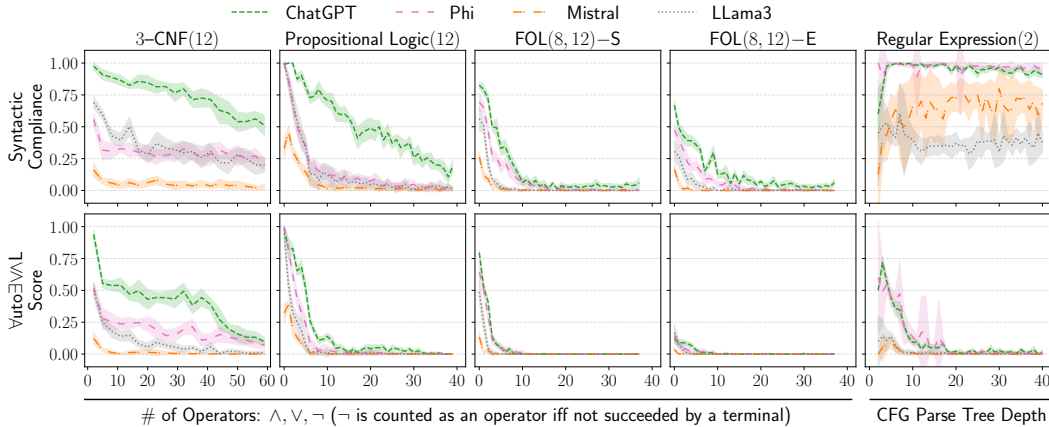 ChatGPT Phi Mistral LLama3
3−CNF(12) Propositional Logic(12) FOL(8, 12)−S FOL(8, 12)−E Regular Expression(2)
Syntactic
Compliance
1.00
0.75
0.50
0.25
0.00
∀uto∃∨∧L
Score
1.00
0.75
0.50
0.25
0.00
0 10 20 30 40 50 60 0 10 20 30 40 0 10 20 30 40 0 10 20 30 40 0 10 20 30 40
# of Operators: ∧, ∨, ¬ (¬ is counted as an operator iff not succeeded by a terminal) CFG Parse Tree Depth